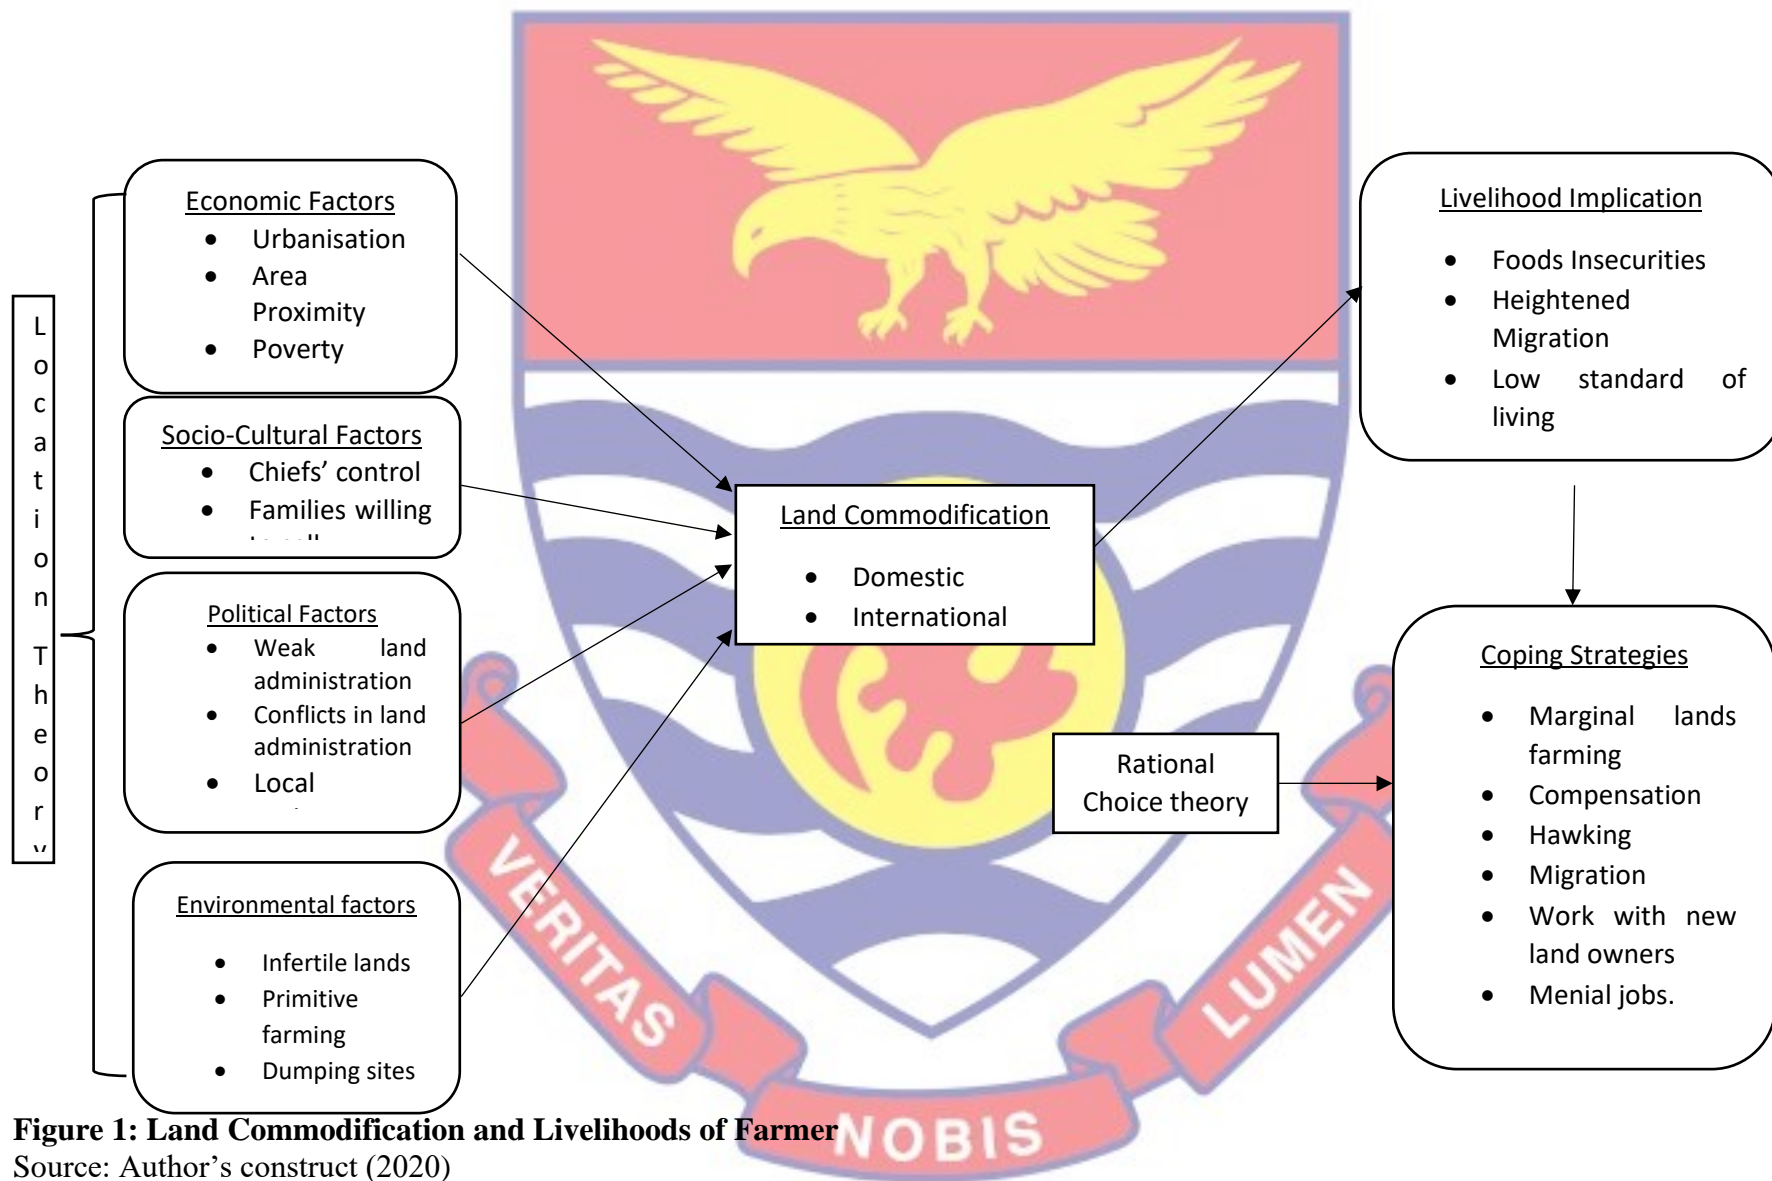 Location Theory
Economic Factors
• Urbanisation
• Area
Proximity
• Poverty
Socio-Cultural Factors
• Chiefs’ control
• Families willing
Political Factors
• Weak land
administration
• Conflicts in land
administration
• Local
Environmental factors
• Infertile lands
• Primitive
farming
• Dumping sites
Land Commodification
• Domestic
• International
Rational
Choice theory
Livelihood Implication
• Foods Insecurities
• Heightened
Migration
• Low standard of
living
Coping Strategies
• Marginal lands
farming
• Compensation
• Hawking
• Migration
• Work with new
land owners
• Menial jobs.
VERITAS
NOBIS
LUMEN
Figure 1: Land Commodification and Livelihoods of Farmer
Source: Author’s construct (2020)